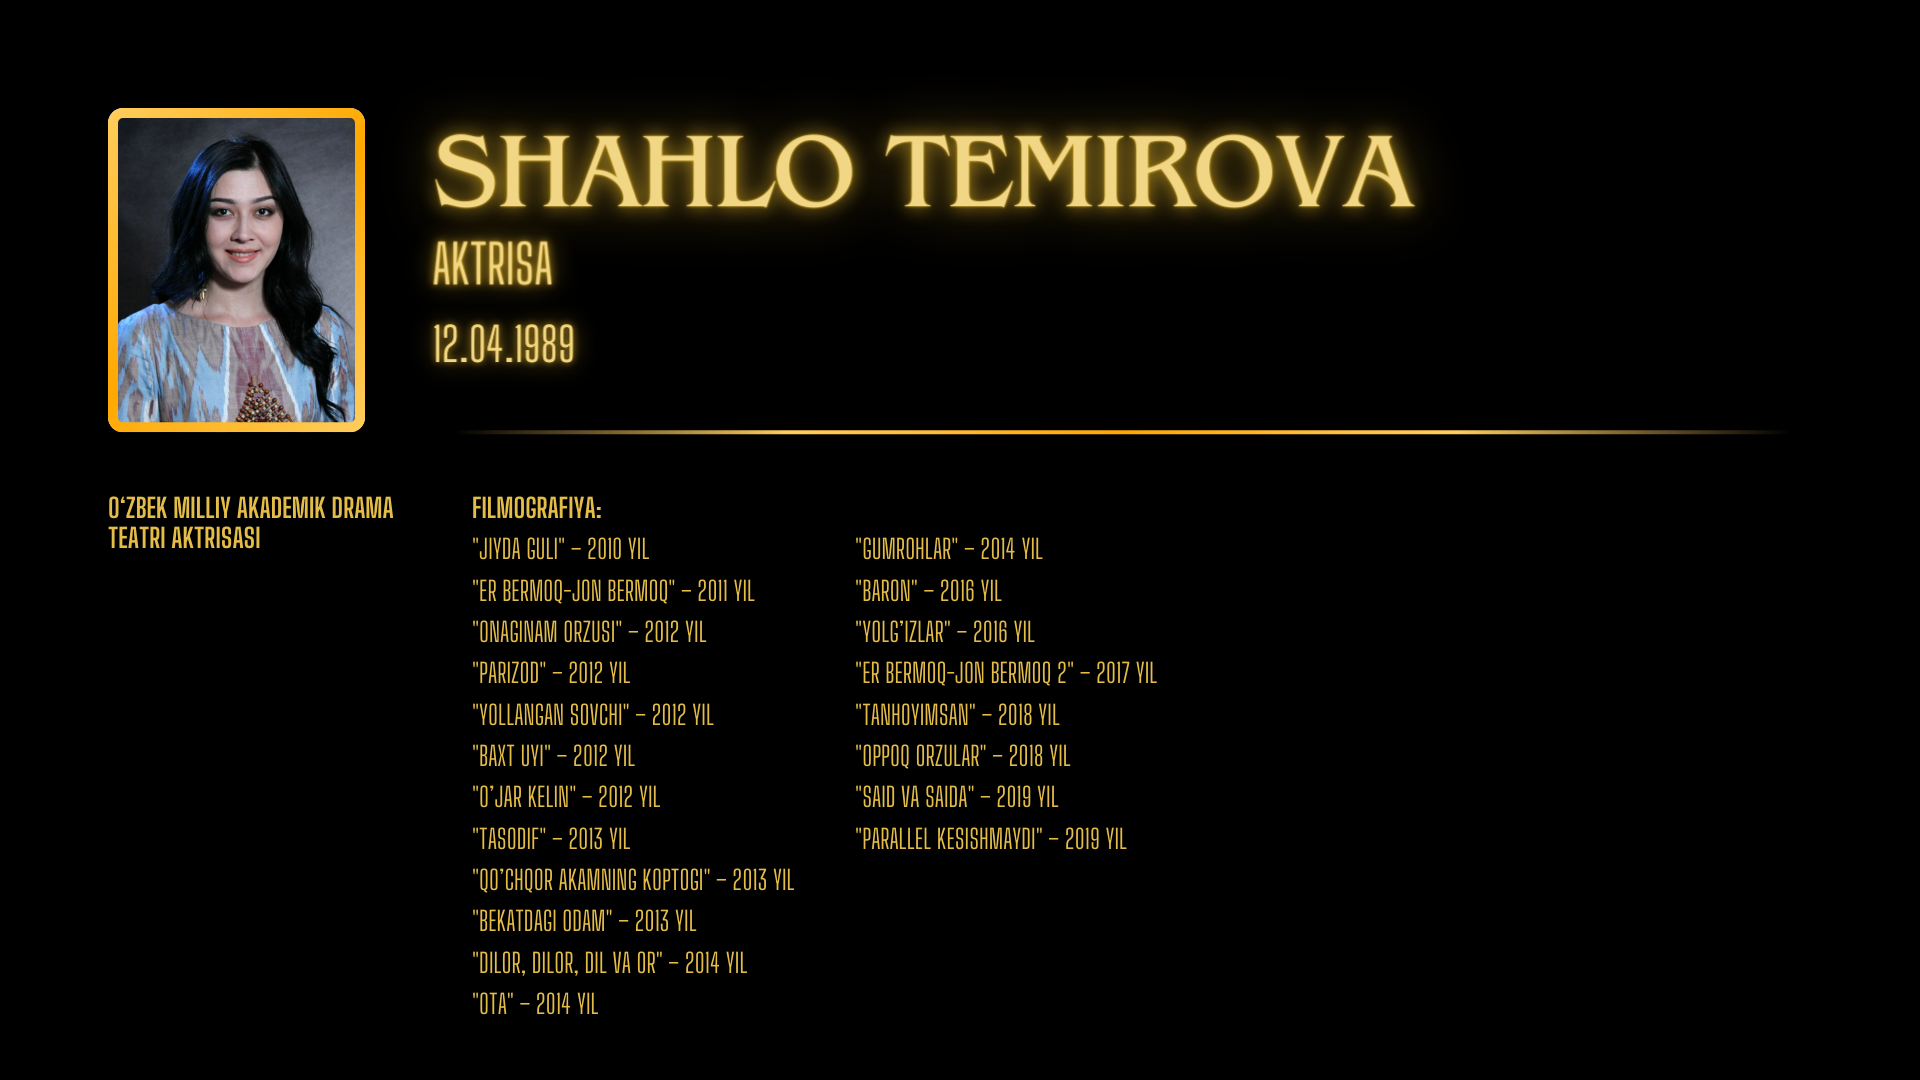 SHAHLO TEMIROVA
AKTRISA
12.04.1989
O‘ZBEK MILLIY AKADEMIK DRAMA
TEATRI AKTRISASI
FILMOGRAFIYA:
"JIYDA GULI" – 2010 YIL
"ER BERMOQ-JON BERMOQ" – 2011 YIL
"ONAGINAM ORZUSI" – 2012 YIL
"PARIZOD" – 2012 YIL
"YOLLANGAN SOVCHI" – 2012 YIL
"BAXT UYI" – 2012 YIL
"O’JAR KELIN" – 2012 YIL
"TASODIF" – 2013 YIL
"QO’CHQOR AKAMNING KOPTOGI" – 2013 YIL
"BEKATDAGI ODAM" – 2013 YIL
"DILOR, DILOR, DIL VA OR" – 2014 YIL
"OTA" – 2014 YIL
"GUMROHLAR" – 2014 YIL
"BARON" – 2016 YIL
"YOLG’IZLAR" – 2016 YIL
"ER BERMOQ-JON BERMOQ 2" – 2017 YIL
"TANHOYIMSAN" – 2018 YIL
"OPPOQ ORZULAR" – 2018 YIL
"SAID VA SAIDA" – 2019 YIL
"PARALLEL KESISHMAYDI" – 2019 YIL